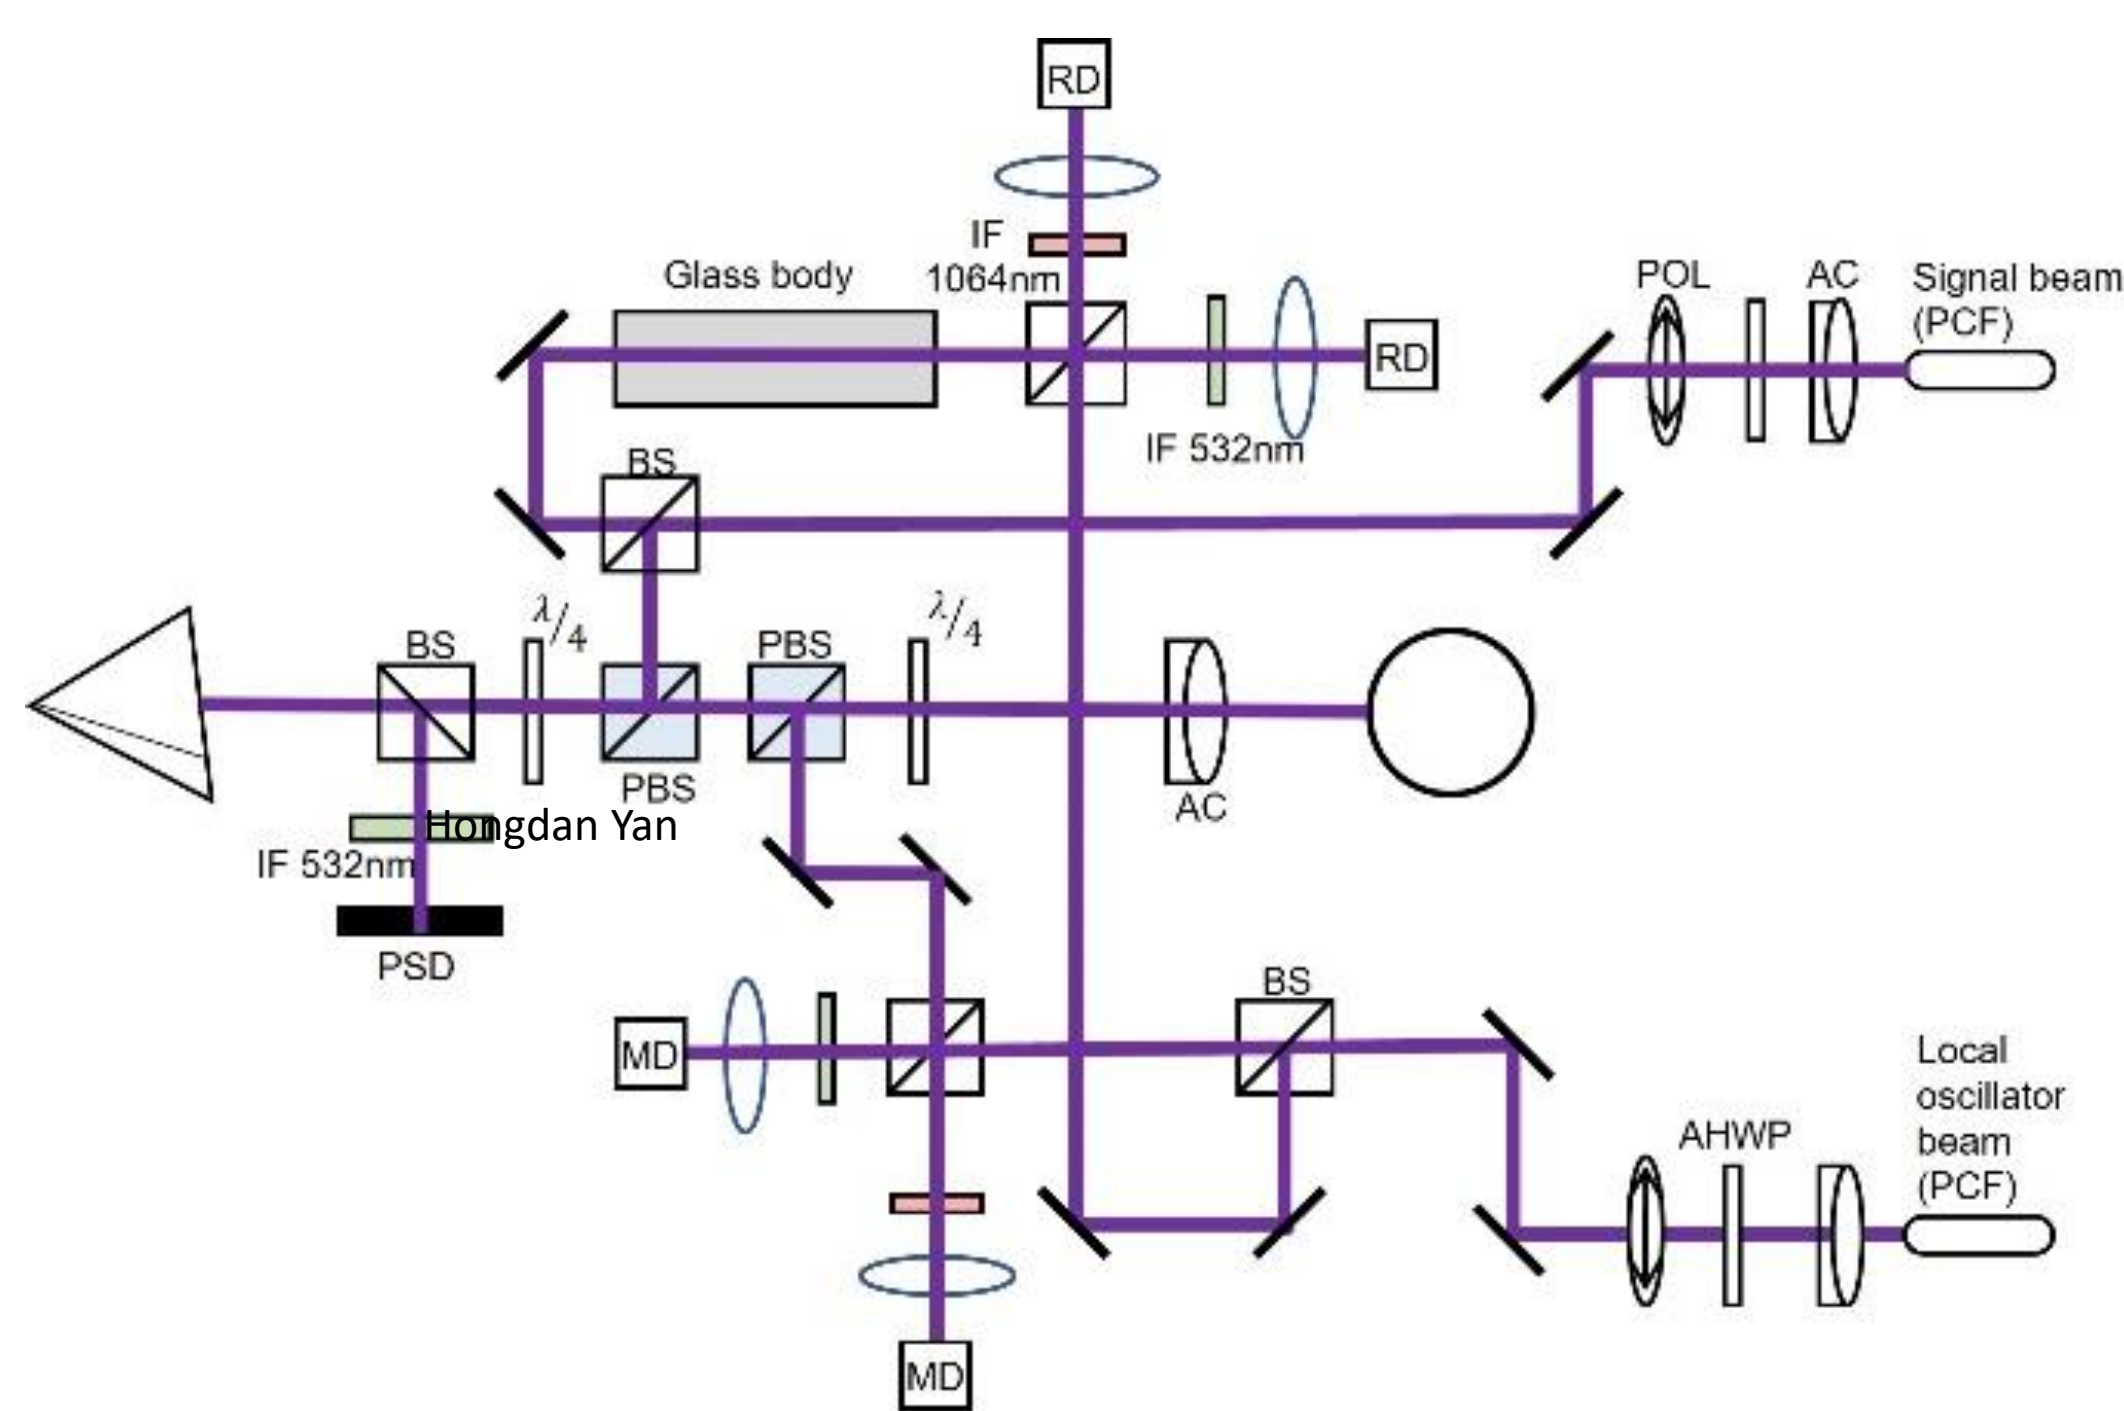 RD
IF
1064nm
Glass body
RD
IF 532nm
POL
AC
Signal beam
(PCF)
BS
BS
λ/4
PBS
PBS
λ/4
AC
Hongdan Yan
IF 532nm
PSD
MD
BS
AHWP
Local
oscillator
beam
(PCF)
MD